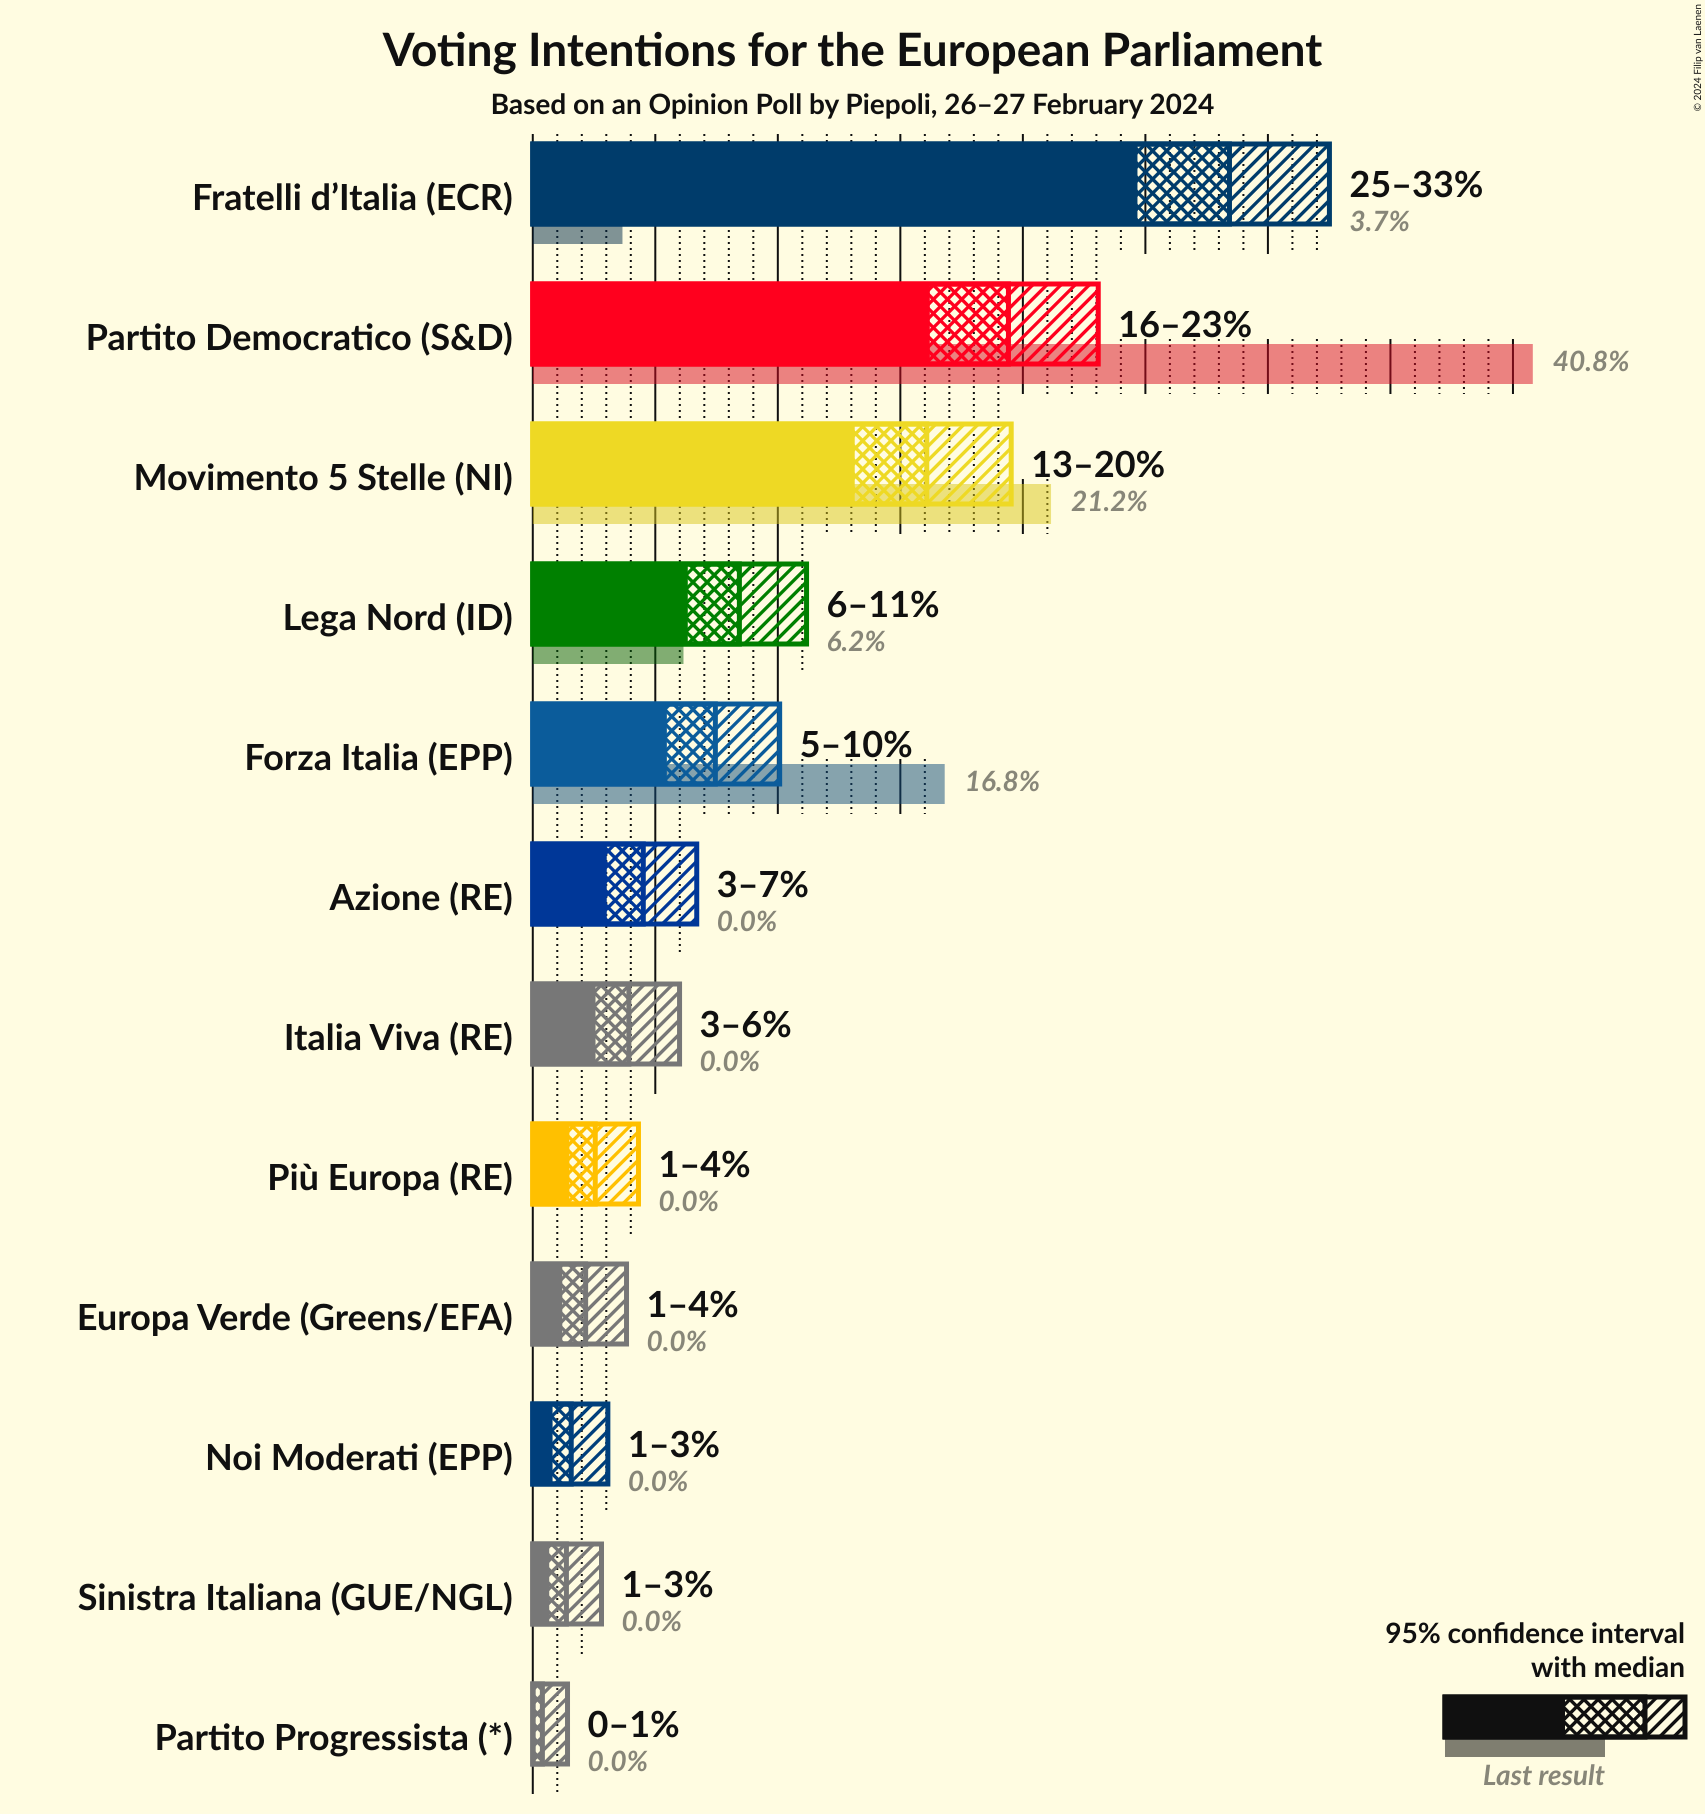 © 2024 Filip van Laenen
Voting Intentions for the European Parliament
Based on an Opinion Poll by Piepoli, 26–27 February 2024
Fratelli d’Italia (ECR)
25–33%
3.7%
Partito Democratico (S&D)
16–23%
40.8%
Movimento 5 Stelle (NI)
13–20%
21.2%
Lega Nord (ID)
6–11%
6.2%
Forza Italia (EPP)
5–10%
16.8%
Azione (RE)
3–7%
0.0%
Italia Viva (RE)
3–6%
0.0%
Più Europa (RE)
1–4%
0.0%
Europa Verde (Greens/EFA)
1–4%
0.0%
Noi Moderati (EPP)
1–3%
0.0%
Sinistra Italiana (GUE/NGL)
1–3%
0.0%
Partito Progressista (*)
0–1%
0.0%
95% confidence interval
with median
Last result